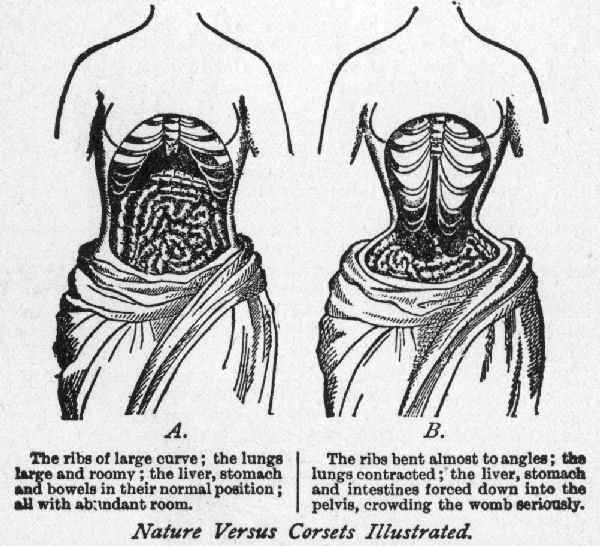 A.
The ribs of large curve; the lungs
large and roomy; the liver, stomach
and bowels in their normal position;
all with abundant room.
B.
The ribs bent almost to angles; the
lungs contracted; the liver, stomach
and intestines forced down into the
pelvis, crowding the womb seriously.
Nature Versus Corsets Illustrated.